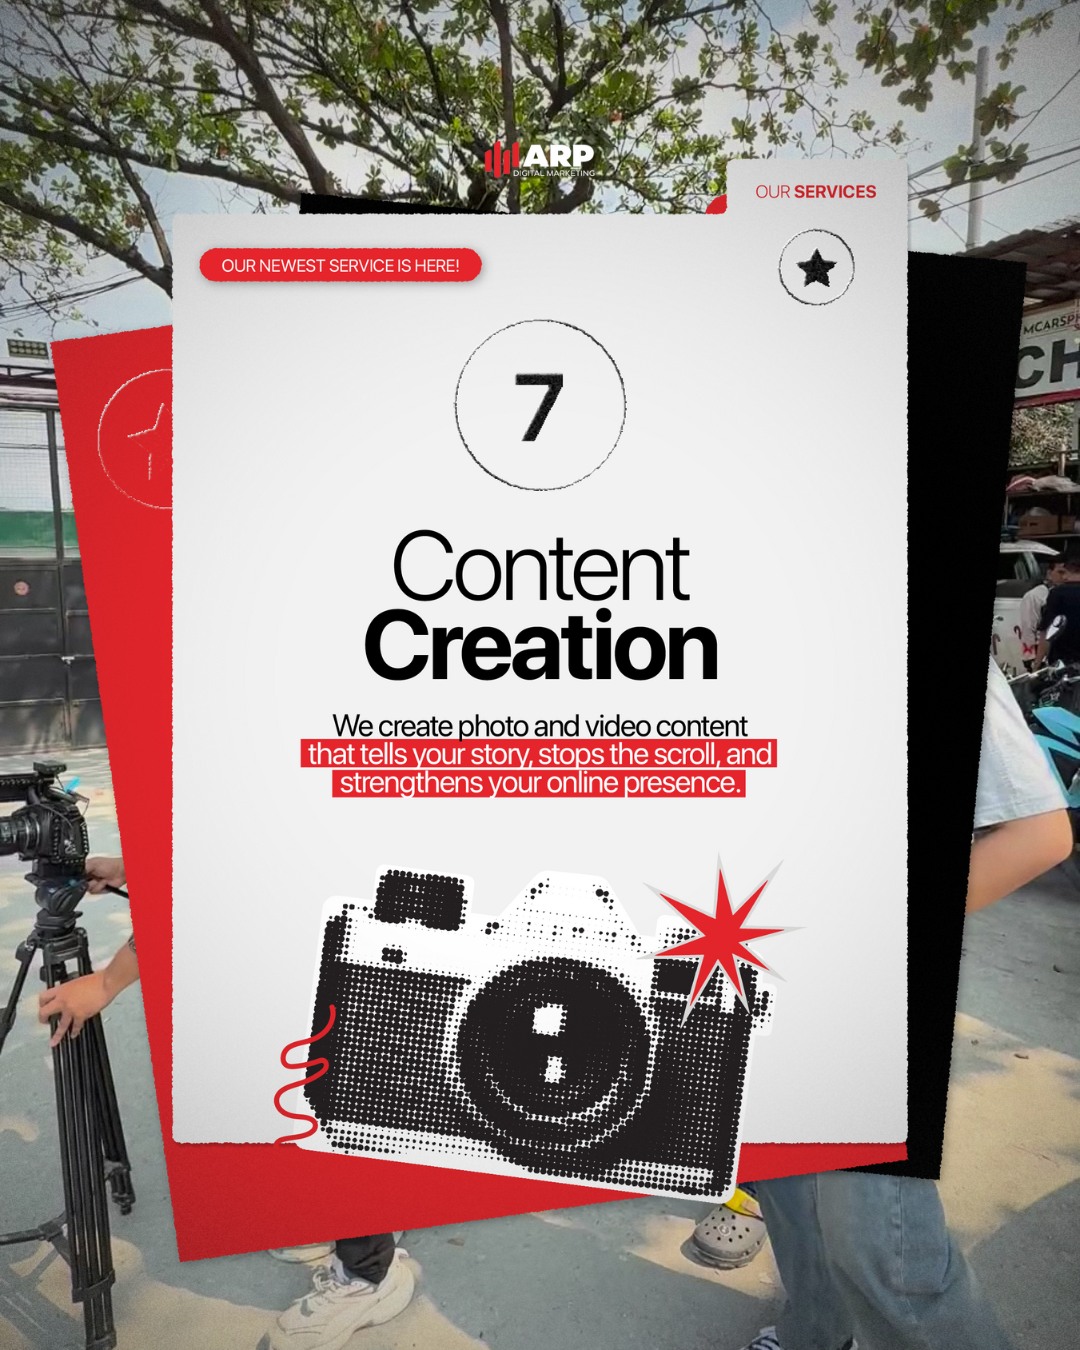 ARP
DIGITAL MARKETING
OUR SERVICES
OUR NEWEST SERVICE IS HERE!
7
Content
Creation
We create photo and video content
that tells your story, stops the scroll, and
strengthens your online presence.